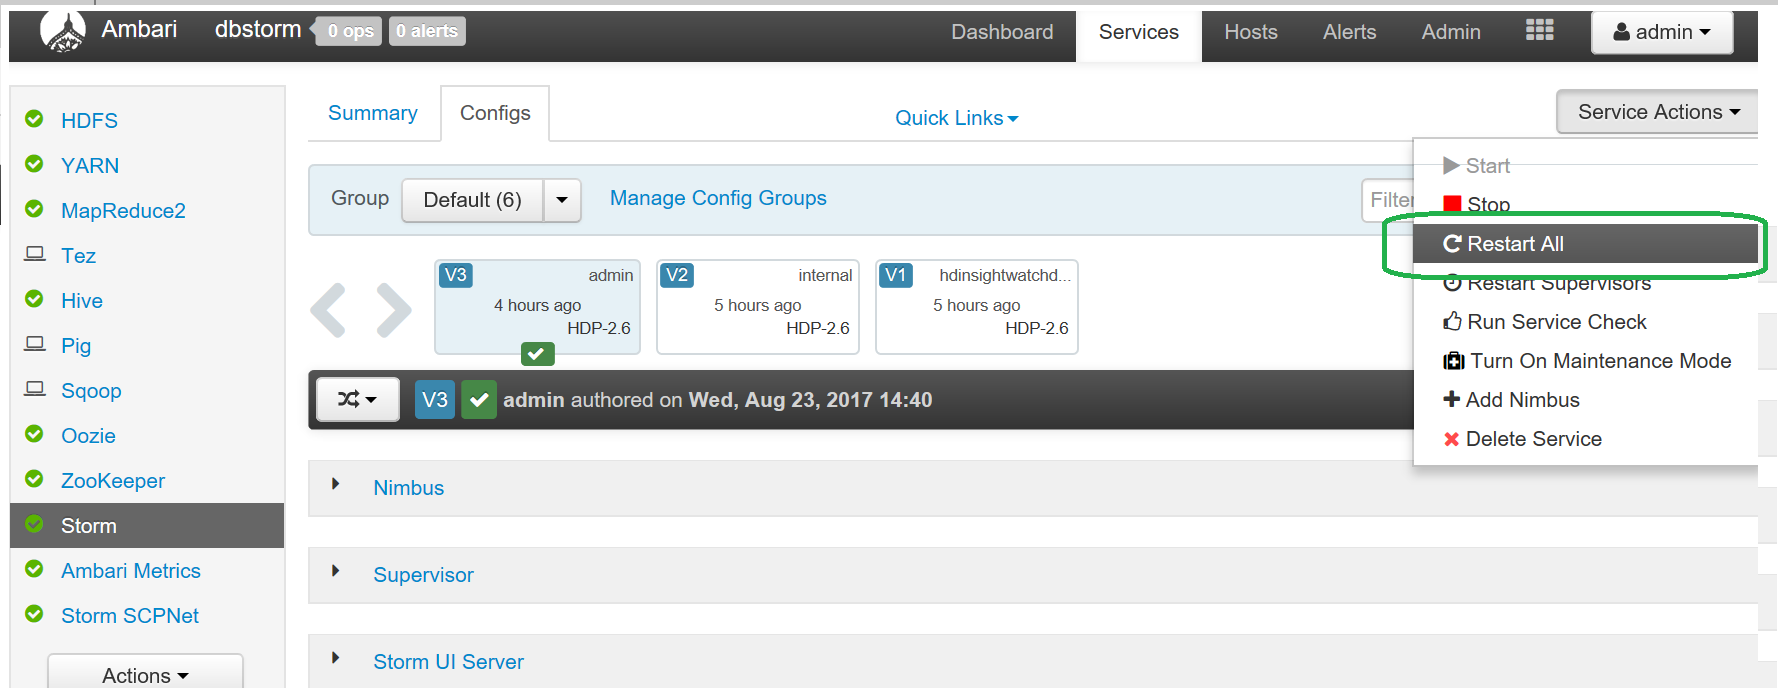 Ambari dbstorm 0 ops 0 alerts Dashboard Services Hosts Alerts Admin admin
HDFS
YARN
MapReduce2
Tez
Hive
Pig
Sqoop
Oozie
ZooKeeper
Storm
Ambari Metrics
Storm SCPNet
Actions
Summary Configs Quick Links Service Actions
Group Default (6) Manage Config Groups Filter
V3 admin
4 hours ago
HDP-2.6
V2 internal
5 hours ago
HDP-2.6
V1 hdinsightwatchd...
5 hours ago
HDP-2.6
V3 admin authored on Wed, Aug 23, 2017 14:40
Nimbus
Supervisor
Storm UI Server
Start
Stop
Restart All
Restart Supervisors
Run Service Check
Turn On Maintenance Mode
Add Nimbus
Delete Service